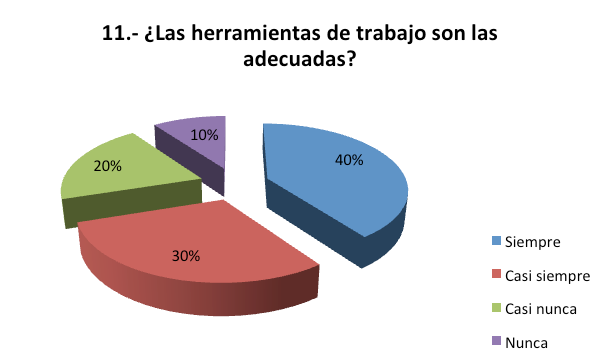 11.- ¿Las herramientas de trabajo son las
adecuadas?
10%
40%
20%
30%
Siempre
Casi siempre
Casi nunca
Nunca